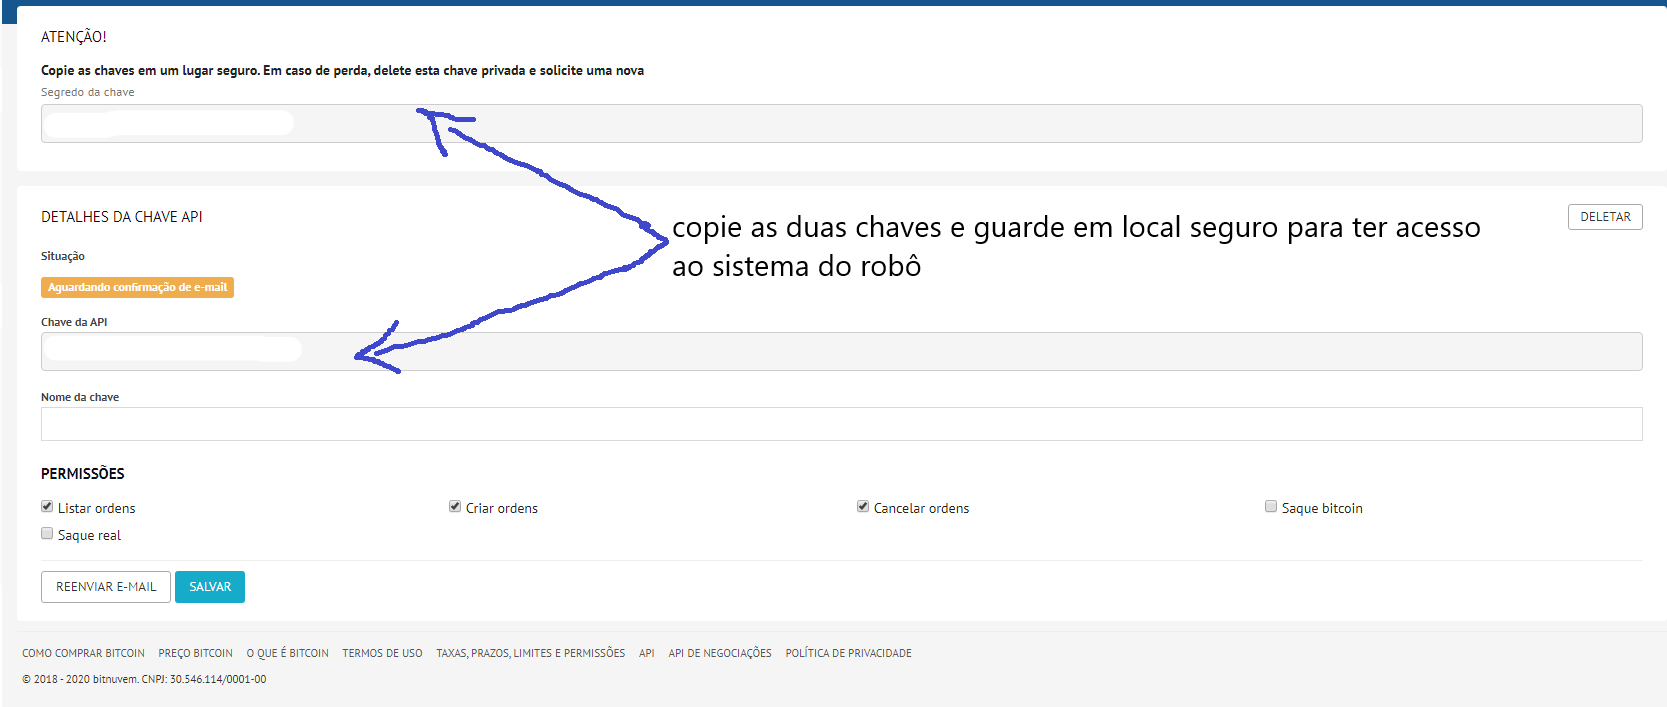 ATENÇÃO!
Copie as chaves em um lugar seguro. Em caso de perda, delete esta chave privada e solicite uma nova
Segredo da chave
DETALHES DA CHAVE API
DELETAR
copie as duas chaves e guarde em local seguro para ter acesso
ao sistema do robô
Situação
Aguardando confirmação de e-mail
Chave da API
Nome da chave
PERMISSÕES
Listar ordens
Criar ordens
Cancelar ordens
Saque bitcoin
Saque real
REENVIAR E-MAIL
SALVAR
COMO COMPRAR BITCOIN PREÇO BITCOIN O QUE É BITCOIN TERMOS DE USO TAXAS, PRAZOS, LIMITES E PERMISSÕES API API DE NEGOCIAÇÕES POLÍTICA DE PRIVACIDADE
© 2018 - 2020 bitnuvem. CNPJ: 30.546.114/0001-00